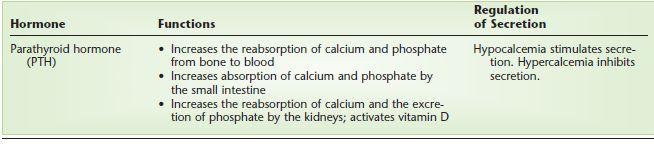 Hormone Functions Regulation of Secretion
Parathyroid hormone (PTH)
• Increases the reabsorption of calcium and phosphate
from bone to blood
• Increases absorption of calcium and phosphate by
the small intestine
• Increases the reabsorption of calcium and the excre-
tion of phosphate by the kidneys; activates vitamin D
Hypocalcemia stimulates secre-
tion. Hypercalcemia inhibits
secretion.